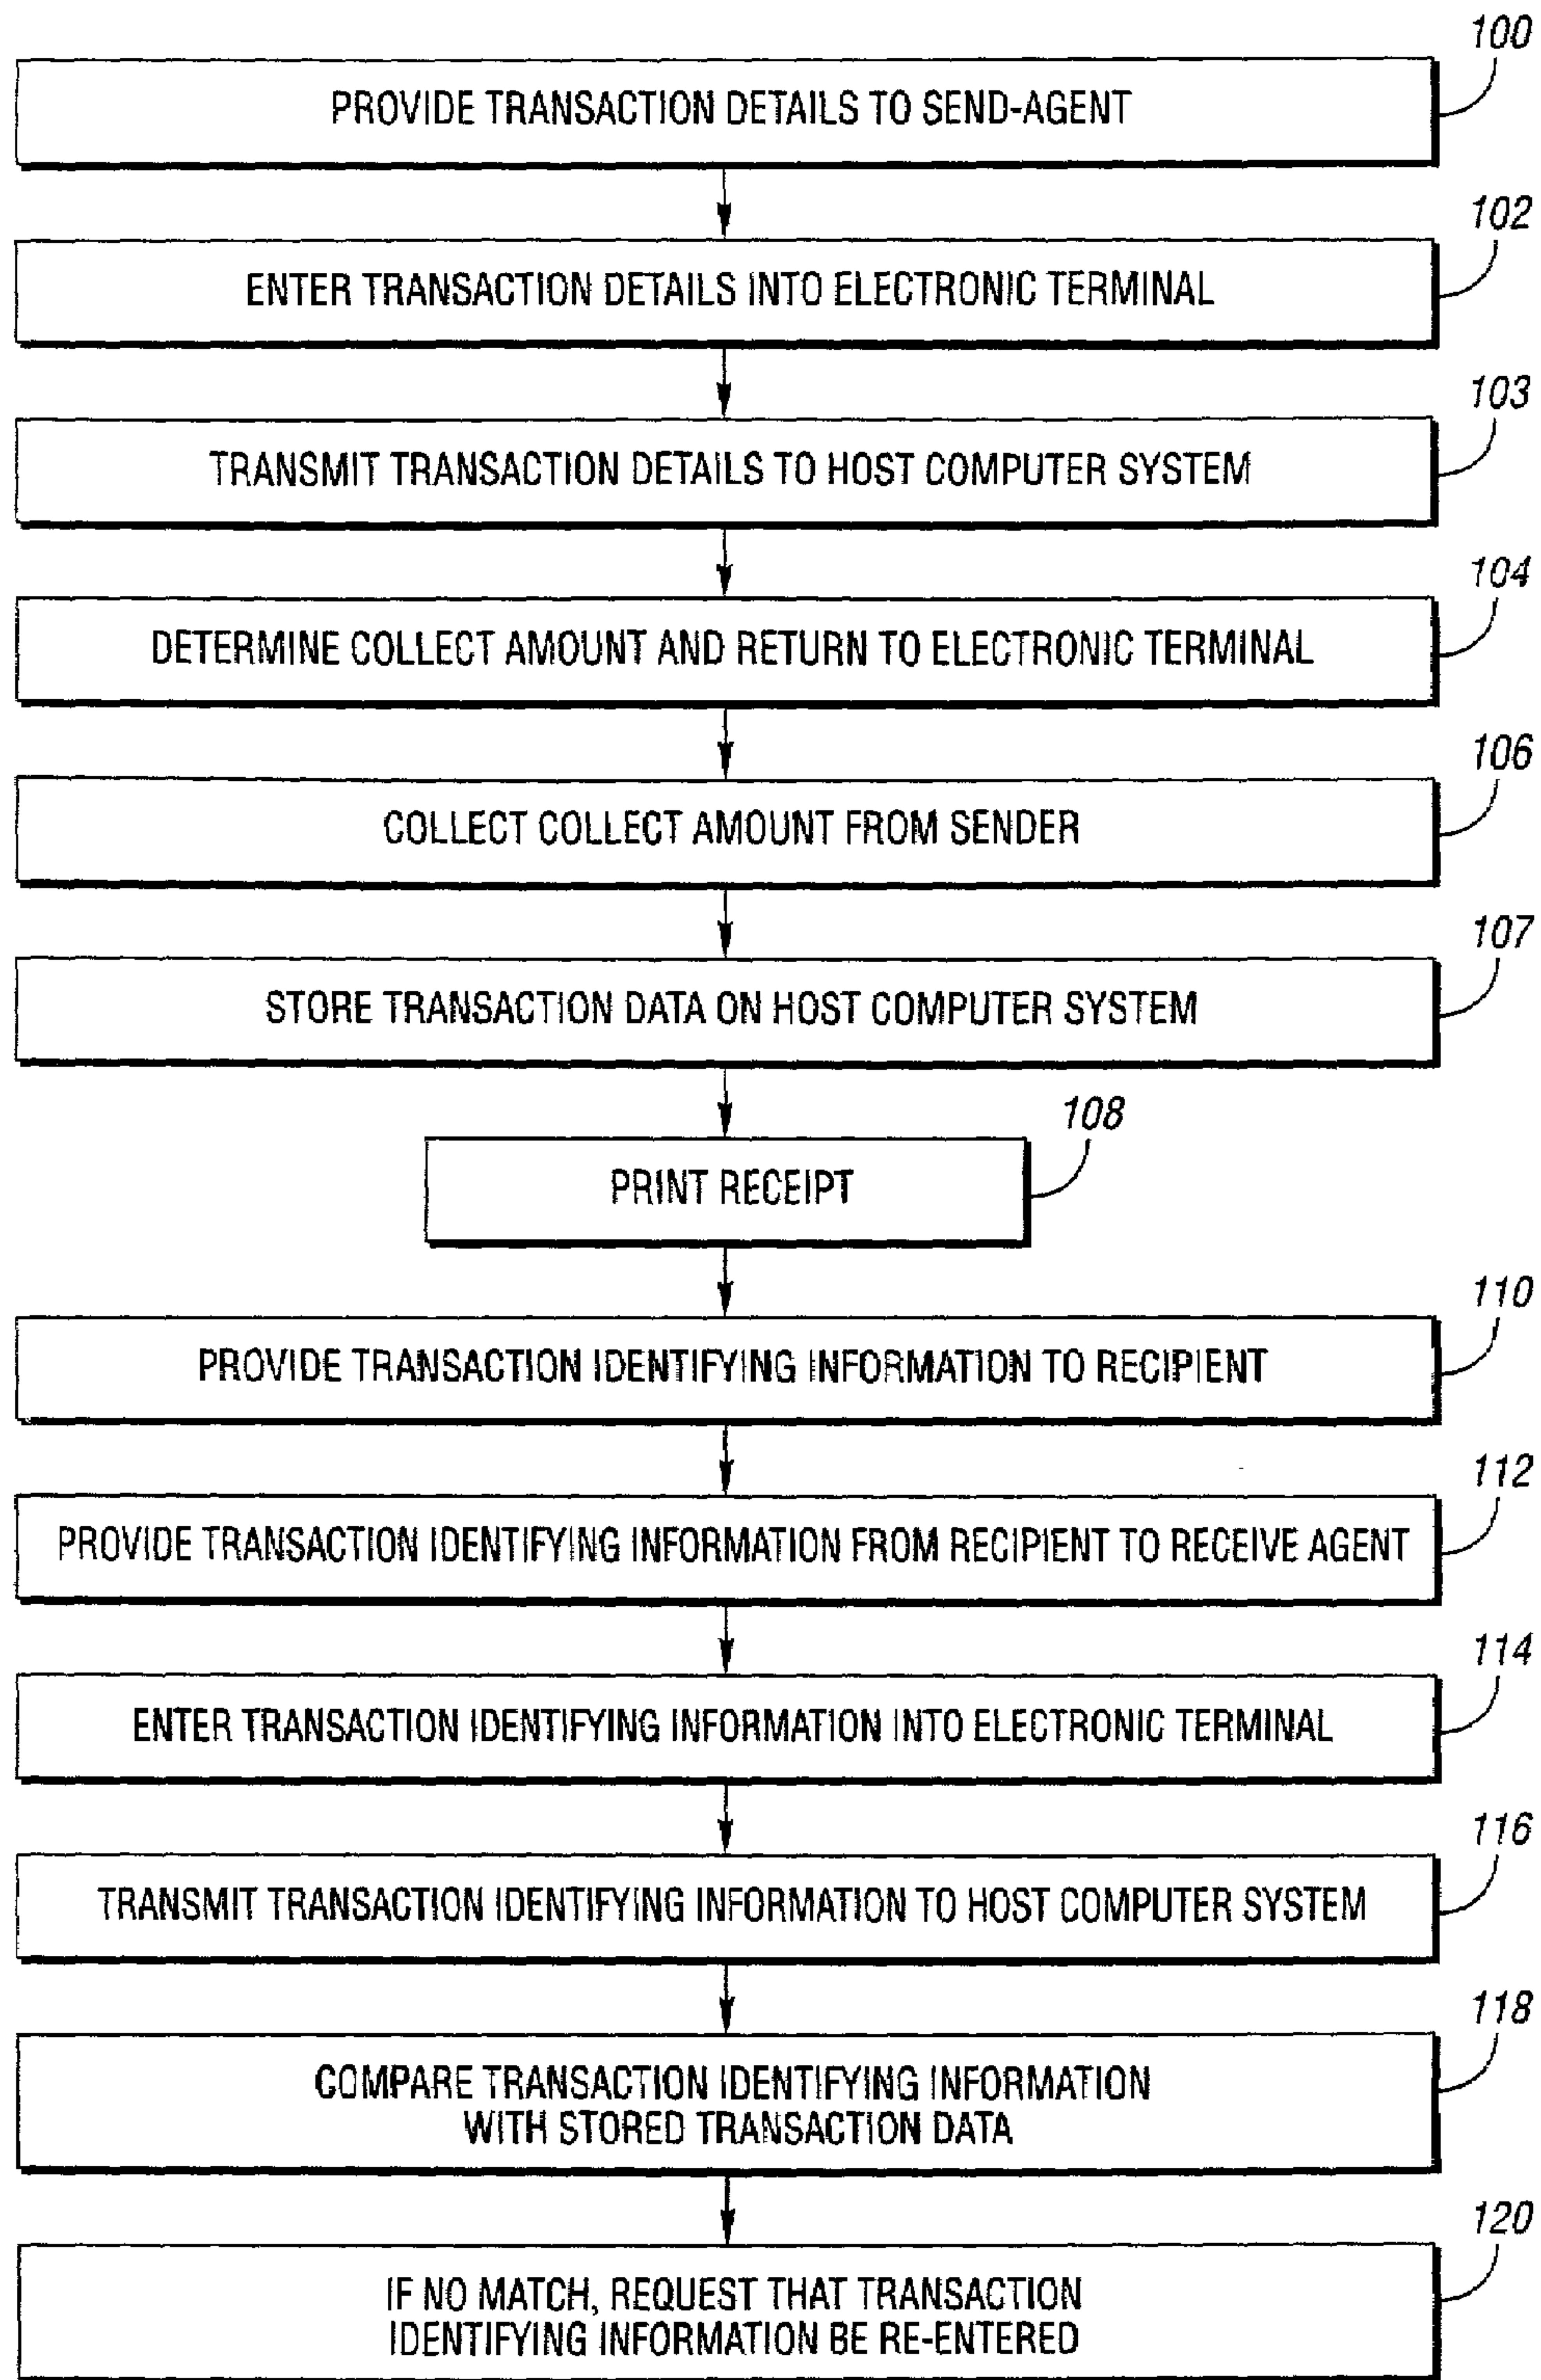 100
PROVIDE TRANSACTION DETAILS TO SEND-AGENT
102
ENTER TRANSACTION DETAILS INTO ELECTRONIC TERMINAL
103
TRANSMIT TRANSACTION DETAILS TO HOST COMPUTER SYSTEM
104
DETERMINE COLLECT AMOUNT AND RETURN TO ELECTRONIC TERMINAL
106
COLLECT COLLECT AMOUNT FROM SENDER
107
STORE TRANSACTION DATA ON HOST COMPUTER SYSTEM
108
PRINT RECEIPT
110
PROVIDE TRANSACTION IDENTIFYING INFORMATION TO RECIPIENT
112
PROVIDE TRANSACTION IDENTIFYING INFORMATION FROM RECIPIENT TO RECEIVE AGENT
114
ENTER TRANSACTION IDENTIFYING INFORMATION INTO ELECTRONIC TERMINAL
116
TRANSMIT TRANSACTION IDENTIFYING INFORMATION TO HOST COMPUTER SYSTEM
118
COMPARE TRANSACTION IDENTIFYING INFORMATION
WITH STORED TRANSACTION DATA
120
IF NO MATCH, REQUEST THAT TRANSACTION
IDENTIFYING INFORMATION BE RE-ENTERED